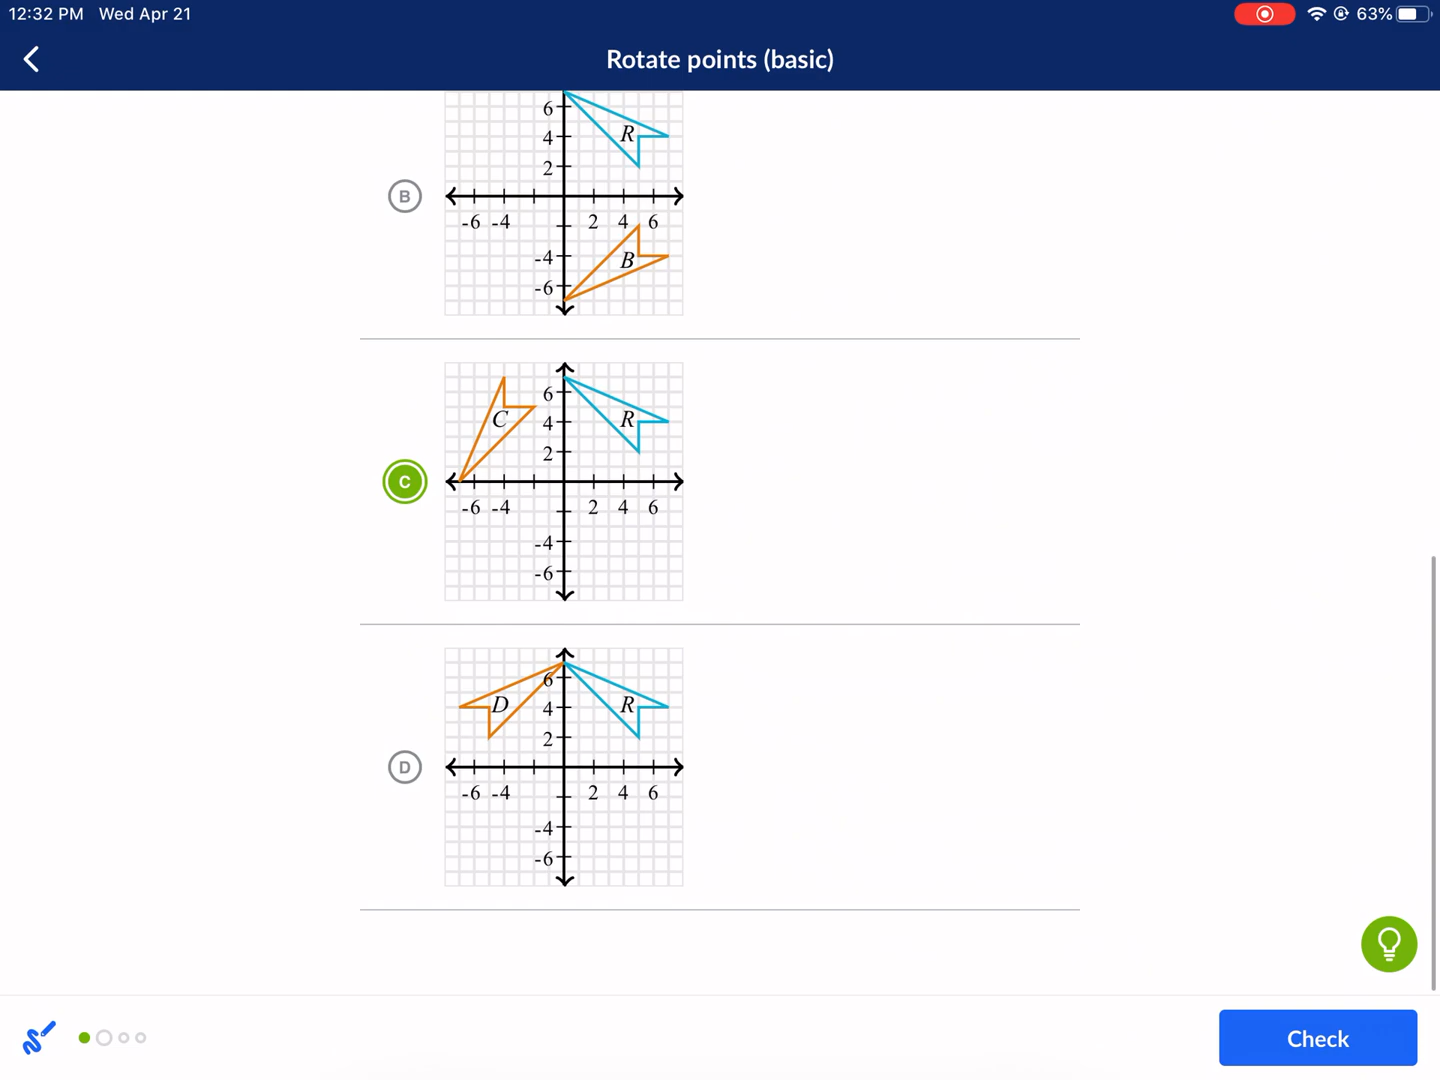 12:32 PM Wed Apr 21
63%
Rotate points (basic)
6
4 R
2
B
-6 -4 2 4 6
-4 B
-6
6
C 4 R
2
C
-6 -4 2 4 6
-4
-6
6
D 4 R
2
D
-6 -4 2 4 6
-4
-6
Check